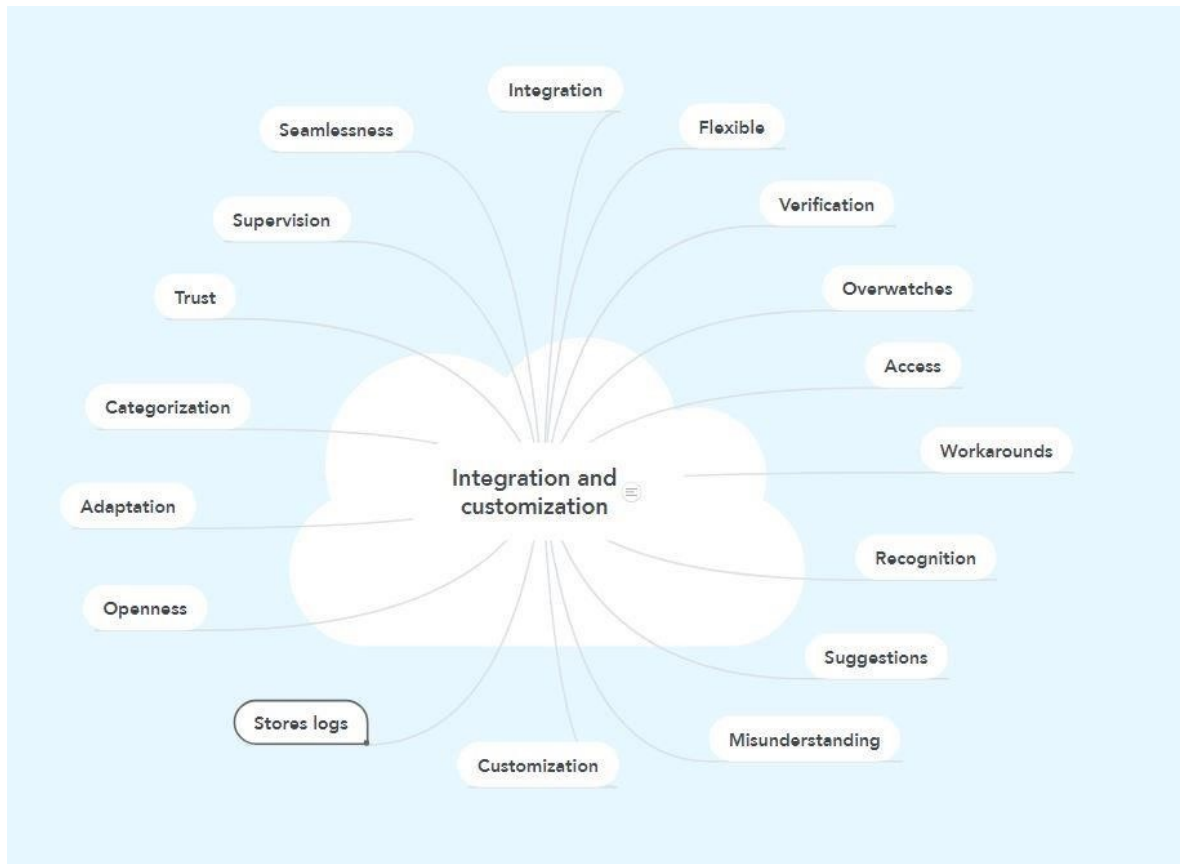 Integration
Flexible
Seamlessness
Verification
Supervision
Overwatches
Trust
Access
Categorization
Workarounds
Integration and
customization
Adaptation
Recognition
Openness
Suggestions
Stores logs
Misunderstanding
Customization